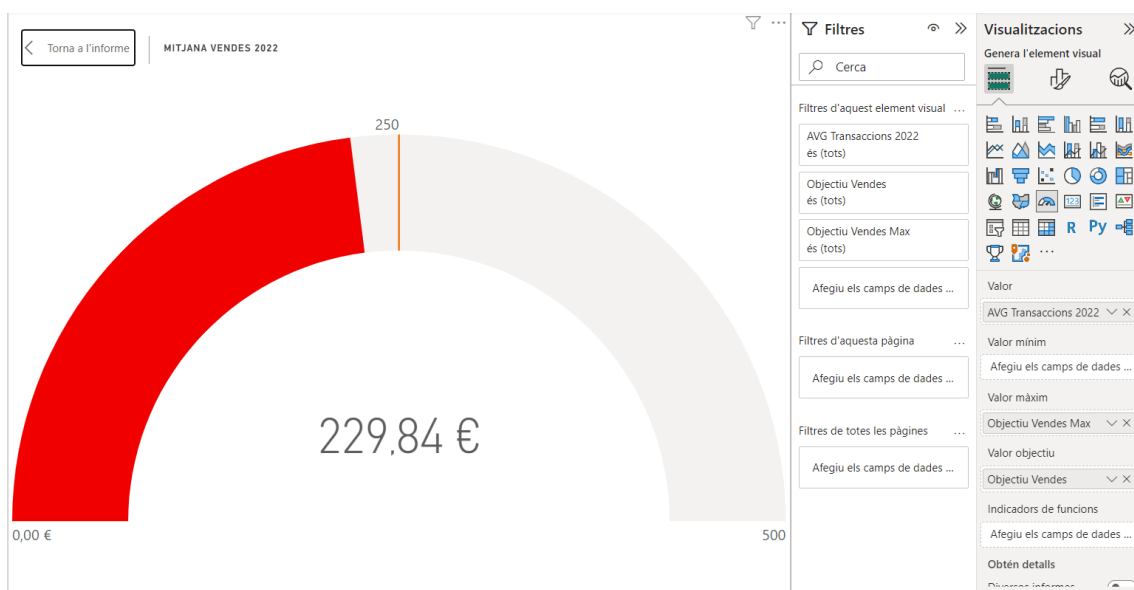 Torna a l'informe
MITJANA VENDES 2022
250
229,84 €
0,00 €
500
Filtres
Cerca
Filtres d'aquest element visual ...
AVG Transaccions 2022
és (tots)
Objectiu Vendes
és (tots)
Objectiu Vendes Max
és (tots)
Afegiu els camps de dades ...
Filtres d'aquesta pàgina ...
Afegiu els camps de dades ...
Filtres de totes les pàgines ...
Afegiu els camps de dades ...
Visualitzacions
Genera l'element visual
123
R Py
...
Valor
AVG Transaccions 2022
Valor mínim
Afegiu els camps de dades ...
Valor màxim
Objectiu Vendes Max
Valor objectiu
Objectiu Vendes
Indicadors de funcions
Afegiu els camps de dades ...
Obtén detalls
Diversos informes